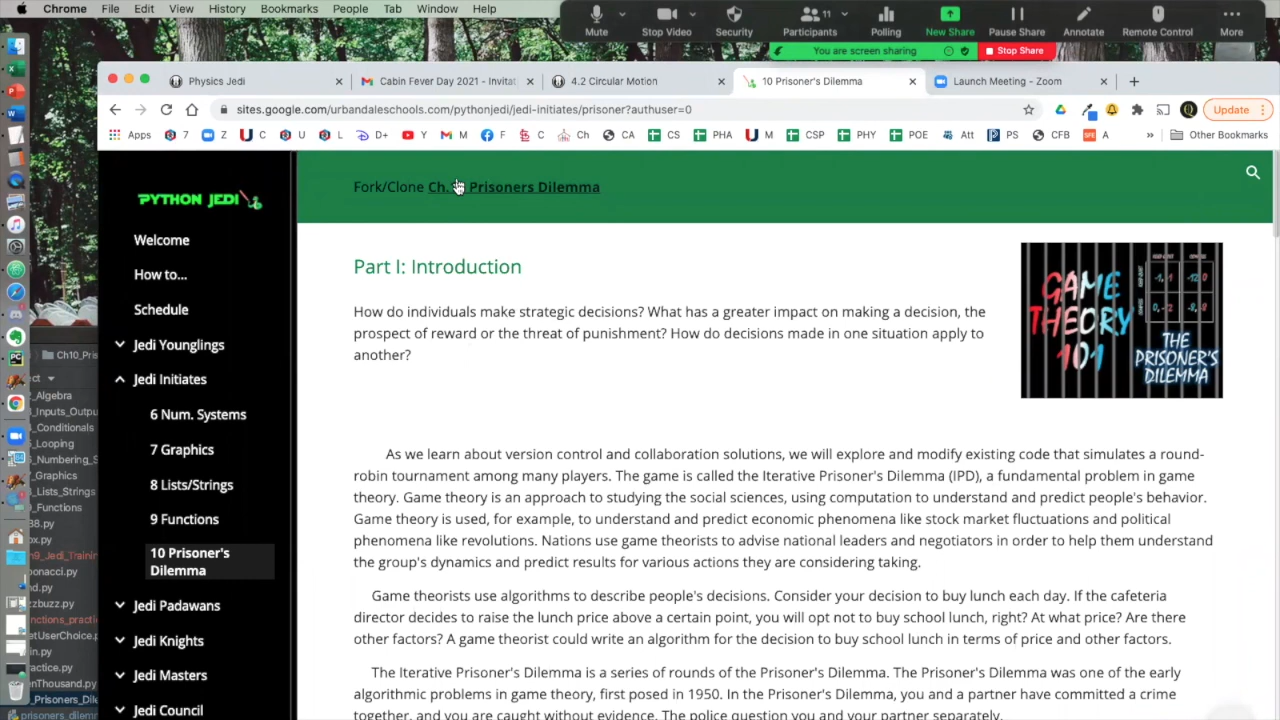 Chrome File Edit View History Bookmarks People Tab Window Help
Mute Stop Video Security Participants 11 Polling New Share Pause Share Annotate Remote Control More
You are screen sharing Stop Share
Physics Jedi Cabin Fever Day 2021 - Invitat 4.2 Circular Motion 10 Prisoner's Dilemma Launch Meeting - Zoom
sites.google.com/urbandaleschools.com/pythonjedi/jedi-initiates/prisoner?authuser=0 Update
Apps 7 Z C U L D+ Y M F C Ch CA CS PHA M CSP PHY POE Att PS CFB A » Other Bookmarks
Fork/Clone Ch. Prisoners Dilemma
PYTHON JEDI
Welcome
How to...
Schedule
Jedi Younglings
Jedi Initiates
6 Num. Systems
7 Graphics
8 Lists/Strings
9 Functions
10 Prisoner's
Dilemma
Jedi Padawans
Jedi Knights
Jedi Masters
Jedi Council
Part I: Introduction
How do individuals make strategic decisions? What has a greater impact on making a decision, the
prospect of reward or the threat of punishment? How do decisions made in one situation apply to
another?
GAME
THEORY
101
THE
PRISONER'S
DILEMMA
As we learn about version control and collaboration solutions, we will explore and modify existing code that simulates a round-
robin tournament among many players. The game is called the Iterative Prisoner's Dilemma (IPD), a fundamental problem in game
theory. Game theory is an approach to studying the social sciences, using computation to understand and predict people's behavior.
Game theory is used, for example, to understand and predict economic phenomena like stock market fluctuations and political
phenomena like revolutions. Nations use game theorists to advise national leaders and negotiators in order to help them understand
the group's dynamics and predict results for various actions they are considering taking.
Game theorists use algorithms to describe people's decisions. Consider your decision to buy lunch each day. If the cafeteria
director decides to raise the lunch price above a certain point, you will opt not to buy school lunch, right? At what price? Are there
other factors? A game theorist could write an algorithm for the decision to buy school lunch in terms of price and other factors.
The Iterative Prisoner's Dilemma is a series of rounds of the Prisoner's Dilemma. The Prisoner's Dilemma was one of the early
algorithmic problems in game theory, first posed in 1950. In the Prisoner's Dilemma, you and a partner have committed a crime
together, and you are caught without evidence. The police question you and your partner separately.
Ch10_Pris
ect
_Algebra
4_Inputs_Outpu
_Conditionals
5_Looping
6_Numbering_S
7_Graphics
_Lists_Strings
9_Functions
88.py
ox.py
h9_Jedi_Trainin
onacci.py
nd.py
zzbuzz.py
unctions_practic
etUserChoice.p
in.py
ractice.py
enThousand.py
_Prisoners_Dile
prisoners_dilemm